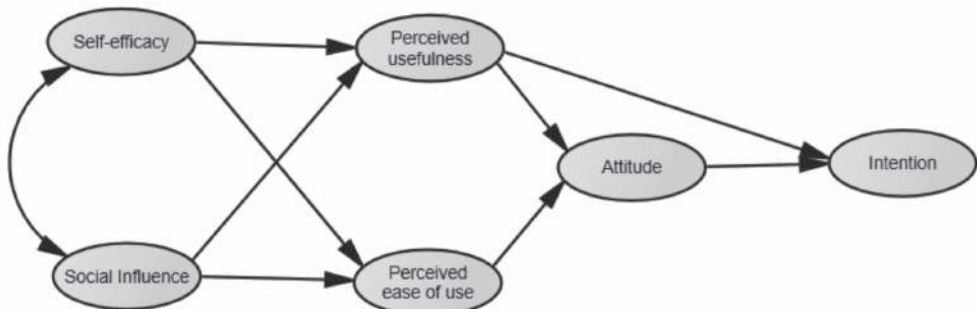 Self-efficacy
Perceived
usefulness
Attitude
Intention
Social Influence
Perceived
ease of use